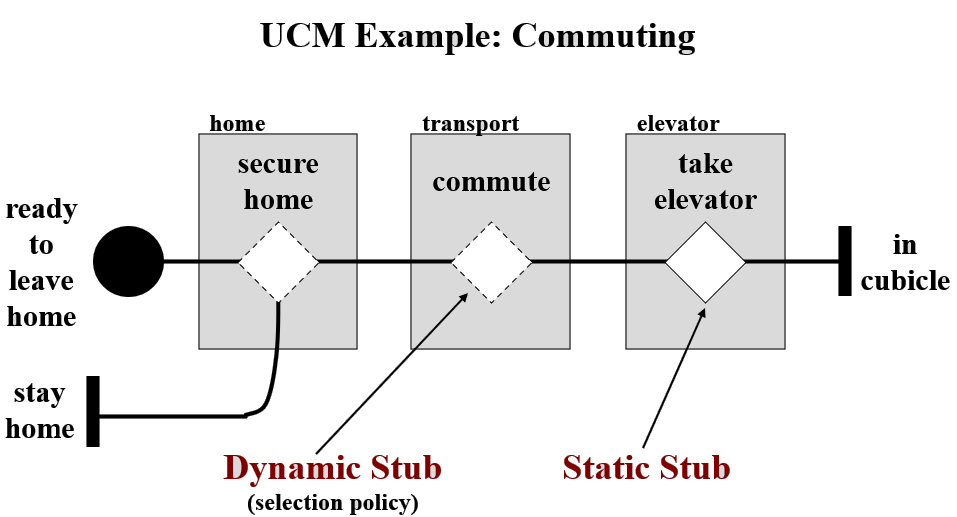 UCM Example: Commuting
home
transport
elevator
secure
home
commute
take
elevator
ready
to
leave
home
in
cubicle
stay
home
Dynamic Stub
(selection policy)
Static Stub